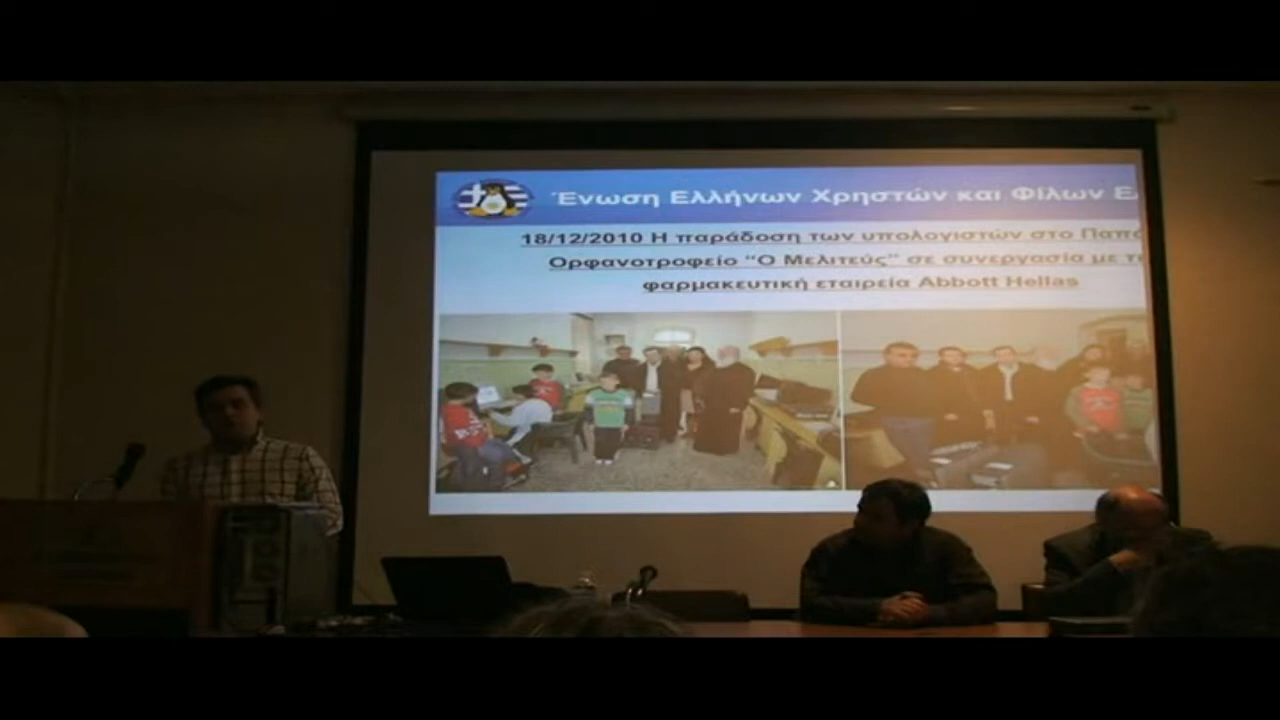 Ένωση Ελλήνων Χρηστών και Φίλων
18/12/2010 Η παράδοση των υπολογιστών στο
Ορφανοτροφείο “Ο Μελιτεύς” σε συνεργασία με
φαρμακευτική εταιρεία Abbott Hellas